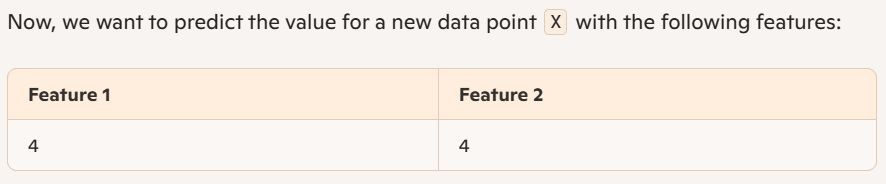 Now, we want to predict the value for a new data point X with the following features:
Feature 1 Feature 2
4 4